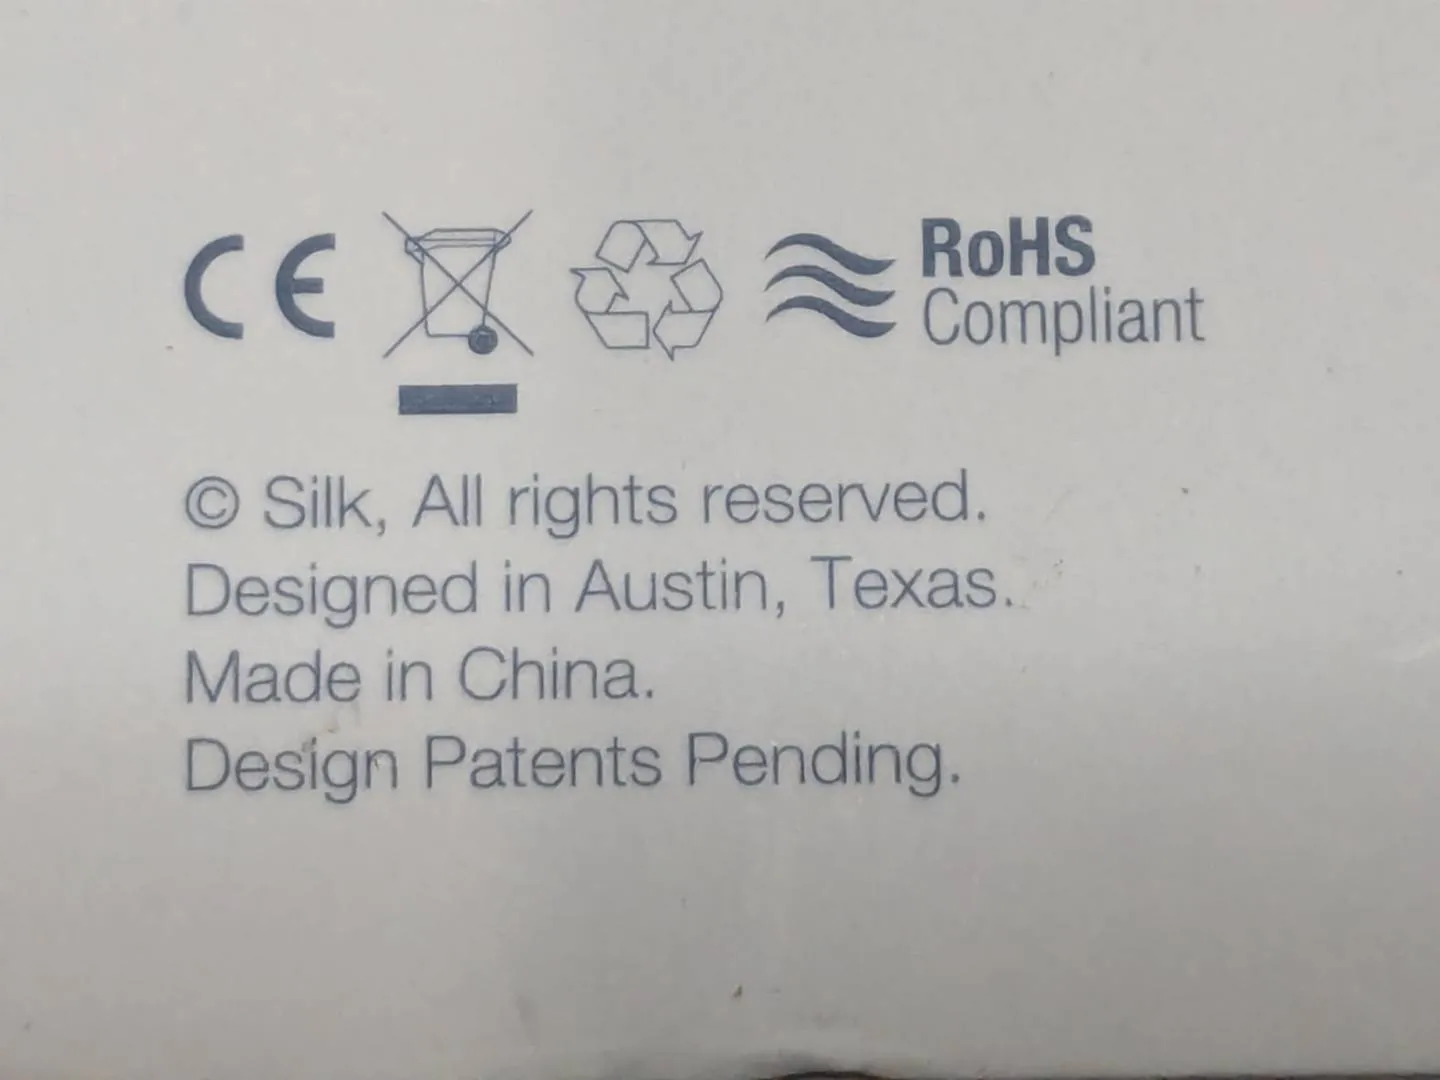 CE RoHS
Compliant
© Silk, All rights reserved.
Designed in Austin, Texas.
Made in China.
Design Patents Pending.